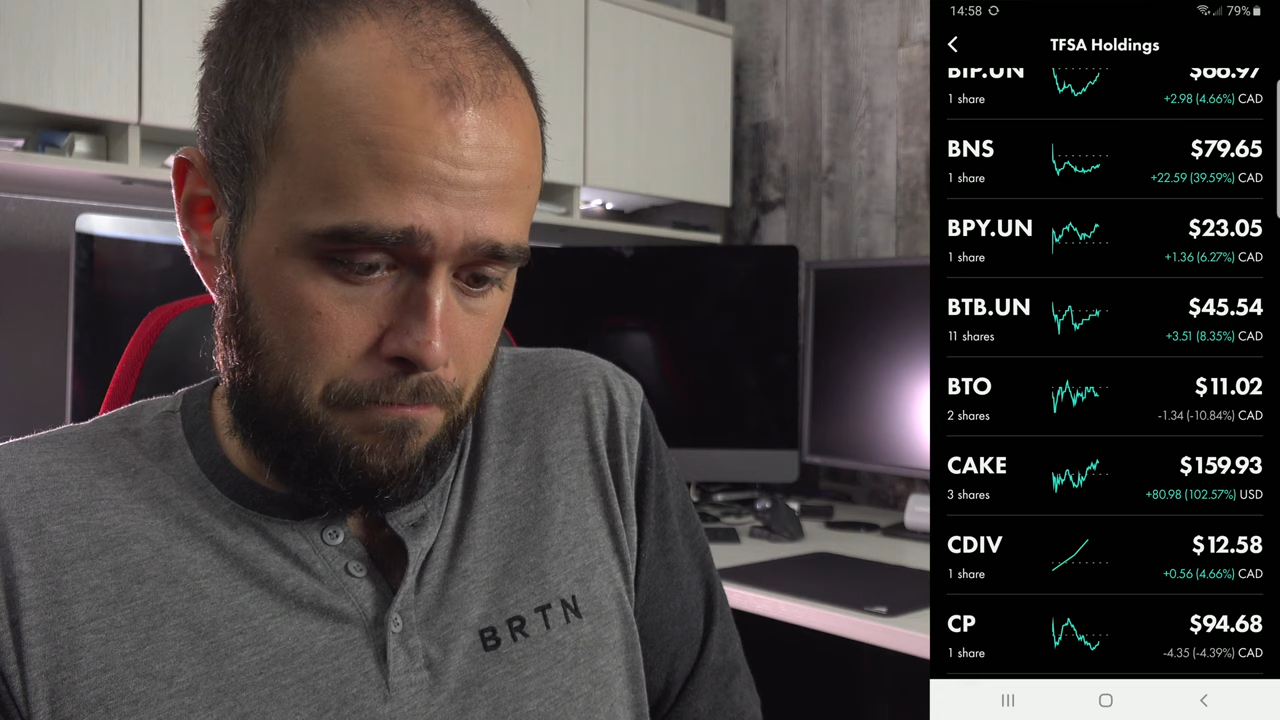 14:58 79%
TFSA Holdings
BIP.UN $66.97
1 share +2.98 (4.66%) CAD
BNS $79.65
1 share +22.59 (39.59%) CAD
BPY.UN $23.05
1 share +1.36 (6.27%) CAD
BTB.UN $45.54
11 shares +3.51 (8.35%) CAD
BTO $11.02
2 shares -1.34 (-10.84%) CAD
CAKE $159.93
3 shares +80.98 (102.57%) USD
CDIV $12.58
1 share +0.56 (4.66%) CAD
CP $94.68
1 share -4.35 (-4.39%) CAD
BRTN